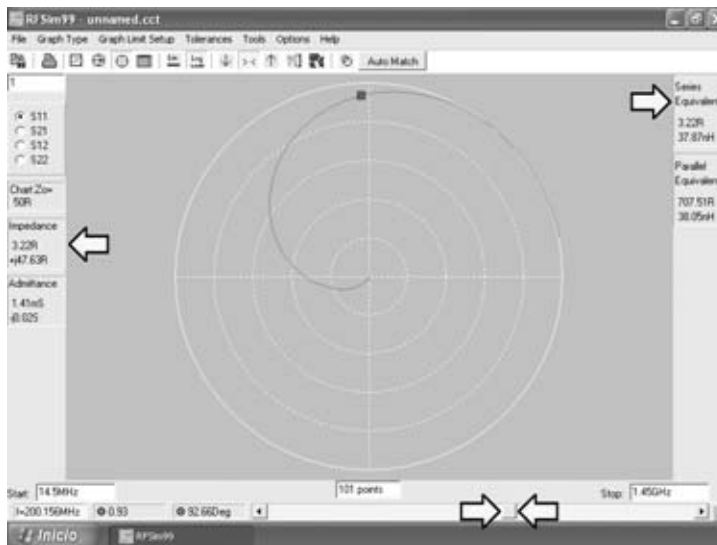 RFSim99 - unnamed.cct
File Graph Type Graph Limit Setup Tolerances Tools Options Help
Auto Match
1
S11
S21
S12
S22
Chart Zo=
50R
Impedance
3.22R
+j47.63R
Admittance
1.41mS
-j0.02S
Series
Equivalen
3.22R
37.87nH
Parallel
Equivalen
707.51R
38.05nH
Start: 14.5MHz
101 points
Stop: 1.45GHz
f=200.156MHz
0.93
92.66Deg
Inicio
RFSim99